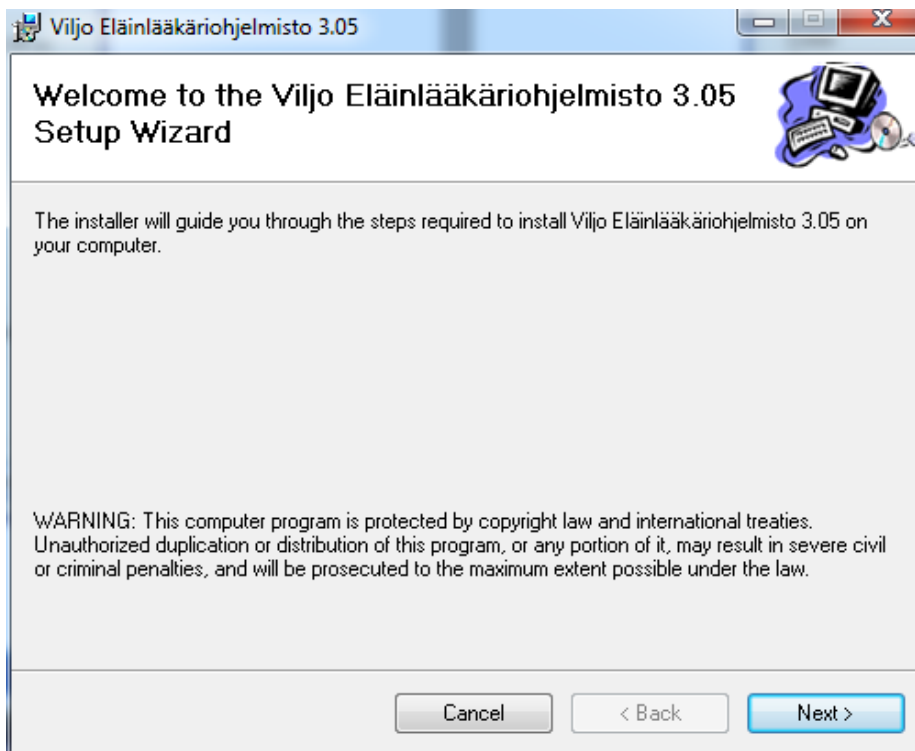 Viljo Eläinlääkäriohjelmisto 3.05
Welcome to the Viljo Eläinlääkäriohjelmisto 3.05
Setup Wizard
The installer will guide you through the steps required to install Viljo Eläinlääkäriohjelmisto 3.05 on
your computer.
WARNING: This computer program is protected by copyright law and international treaties.
Unauthorized duplication or distribution of this program, or any portion of it, may result in severe civil
or criminal penalties, and will be prosecuted to the maximum extent possible under the law.
Cancel
< Back
Next >